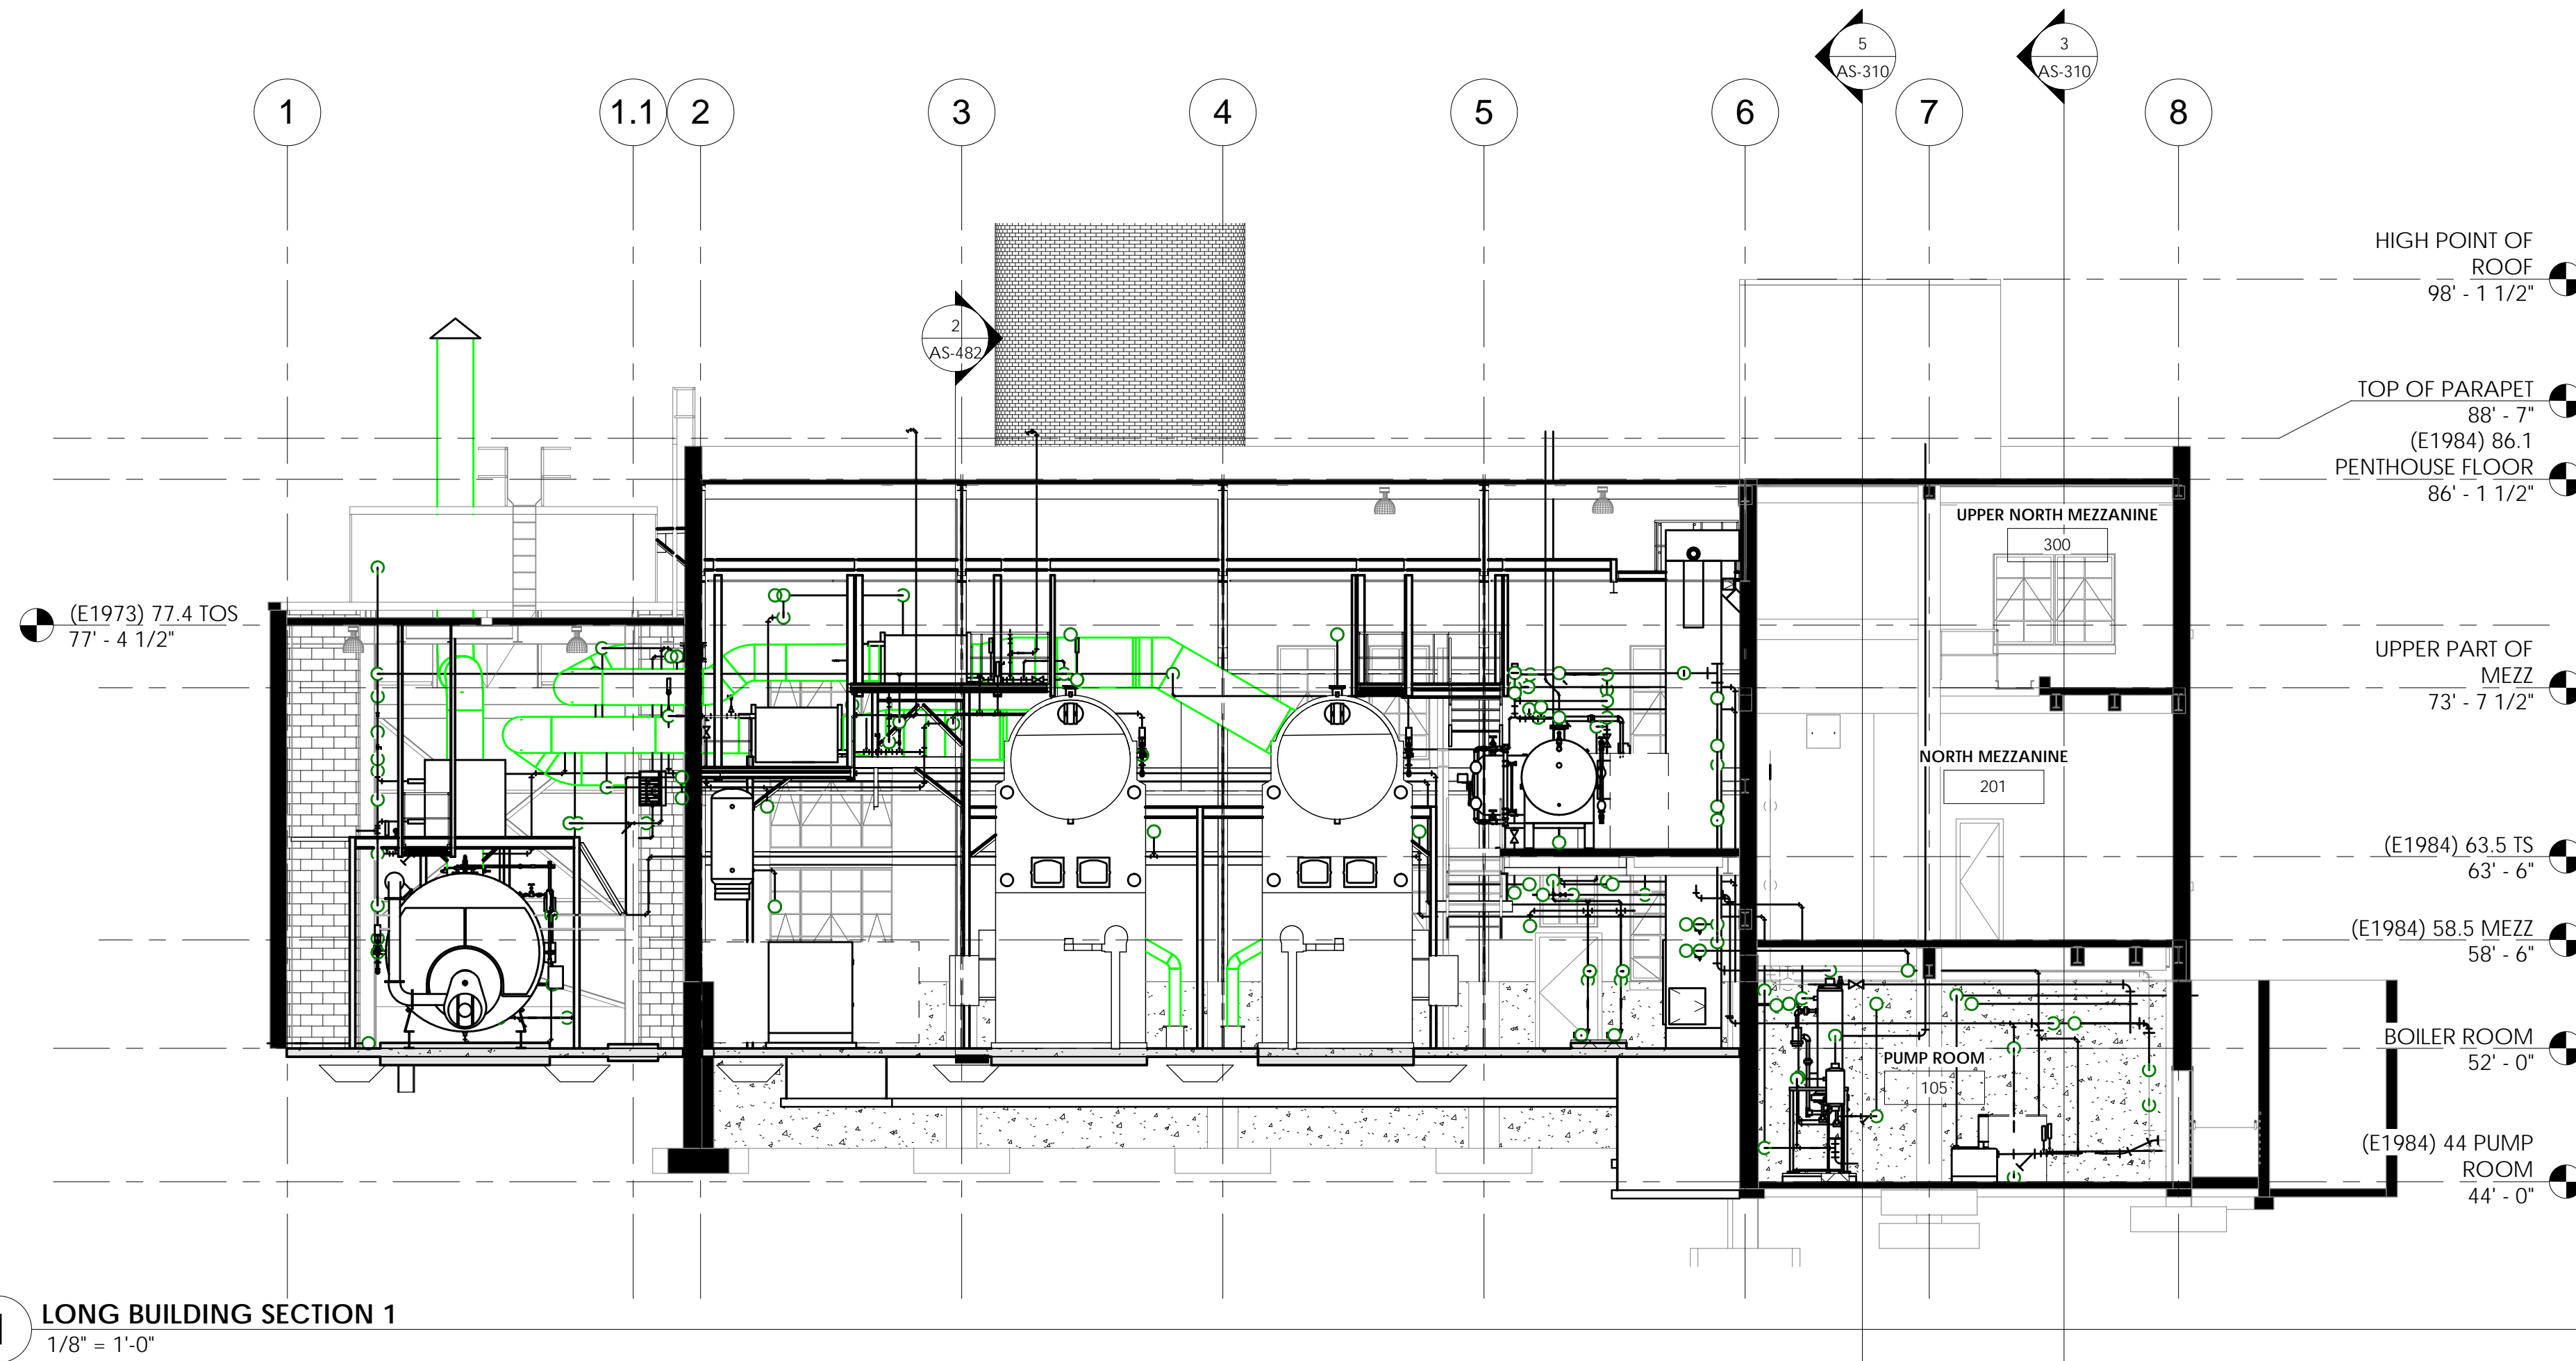 5
AS-310
3
AS-310
1
1.1
2
3
4
5
6
7
8
HIGH POINT OF
ROOF
98' - 1 1/2"
2
AS-482
TOP OF PARAPET
88' - 7"
(E1984) 86.1
PENTHOUSE FLOOR
86' - 1 1/2"
UPPER NORTH MEZZANINE
300
(E1973) 77.4 TOS
77' - 4 1/2"
UPPER PART OF
MEZZ
73' - 7 1/2"
NORTH MEZZANINE
201
(E1984) 63.5 TS
63' - 6"
(E1984) 58.5 MEZZ
58' - 6"
BOILER ROOM
52' - 0"
PUMP ROOM
105
(E1984) 44 PUMP
ROOM
44' - 0"
LONG BUILDING SECTION 1
1/8" = 1'-0"